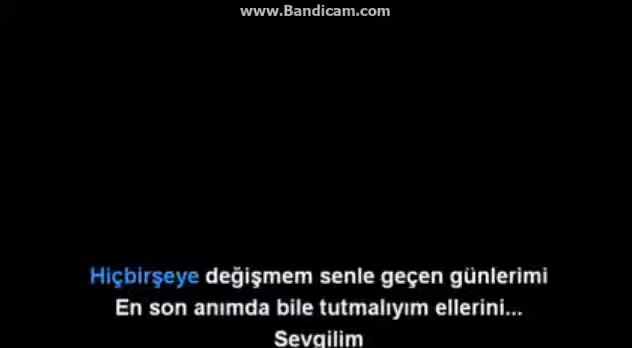 www.Bandicam.com
Hiçbirşeye değişmem senle geçen günlerimi
En son anımda bile tutmalıyım ellerini...
Sevgilim